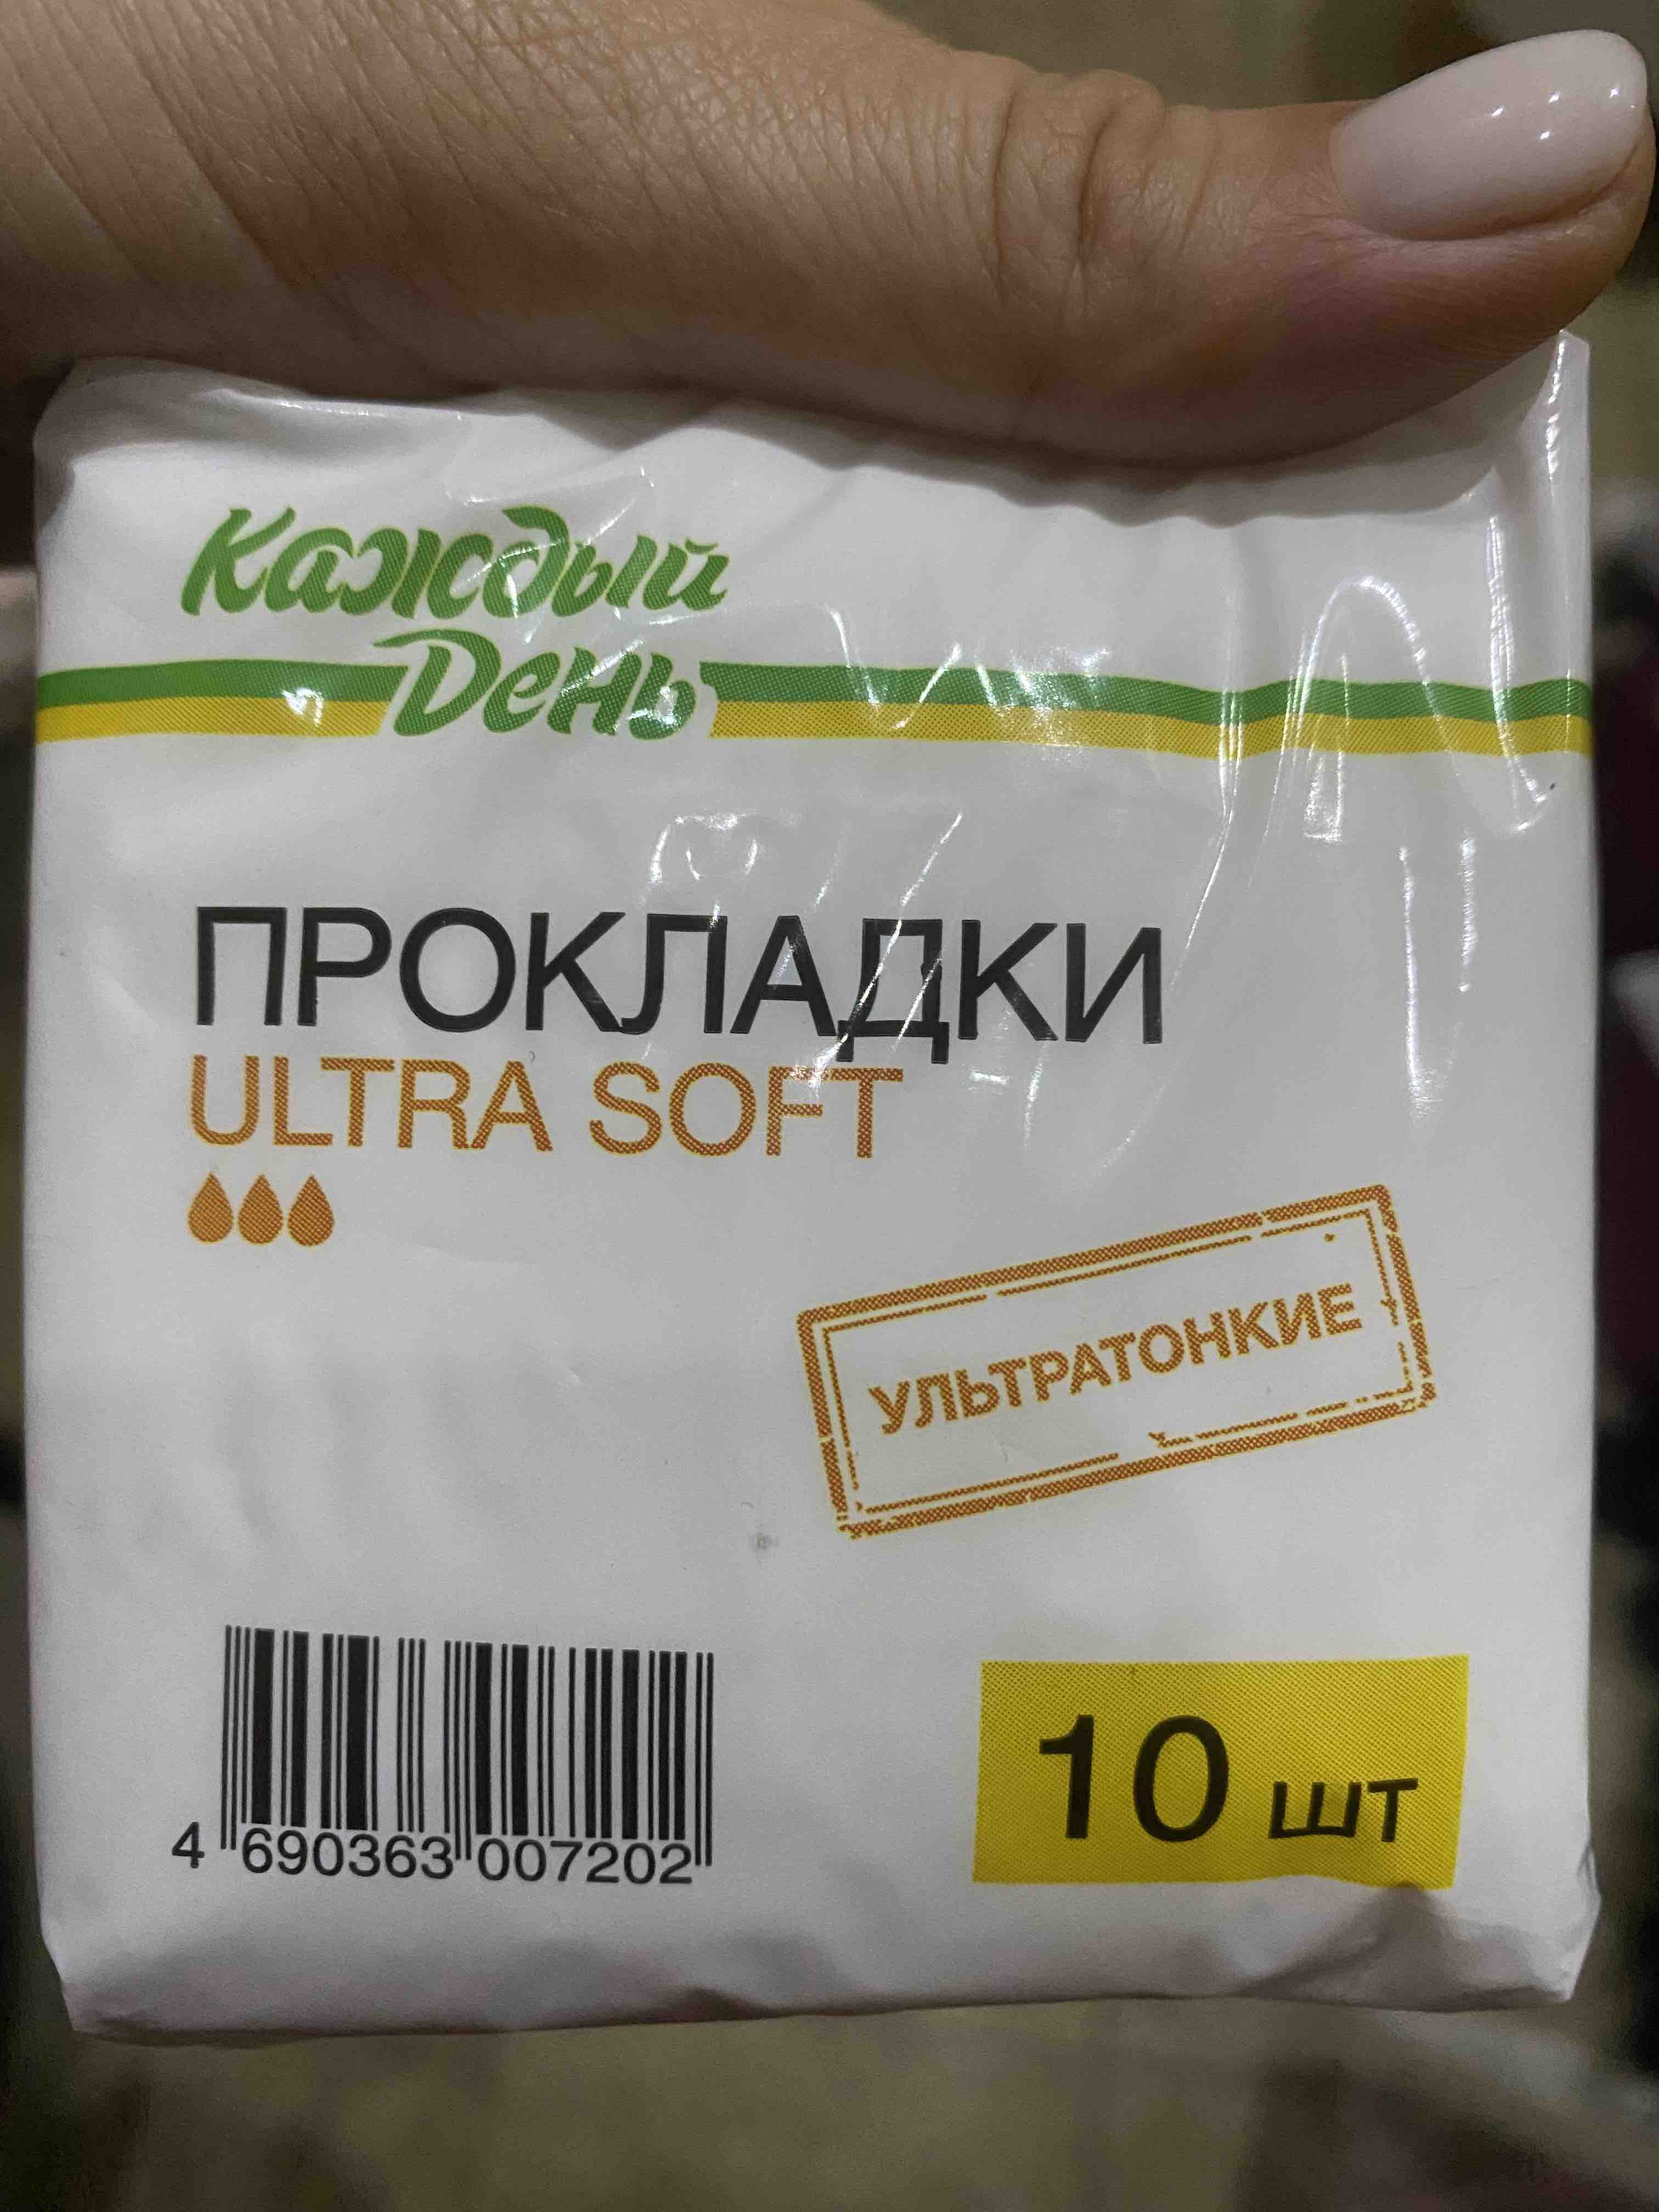 Каждый
День
ПРОКЛАДКИ
ULTRA SOFT
УЛЬТРАТОНКИЕ
10 шт
4 690363 007202